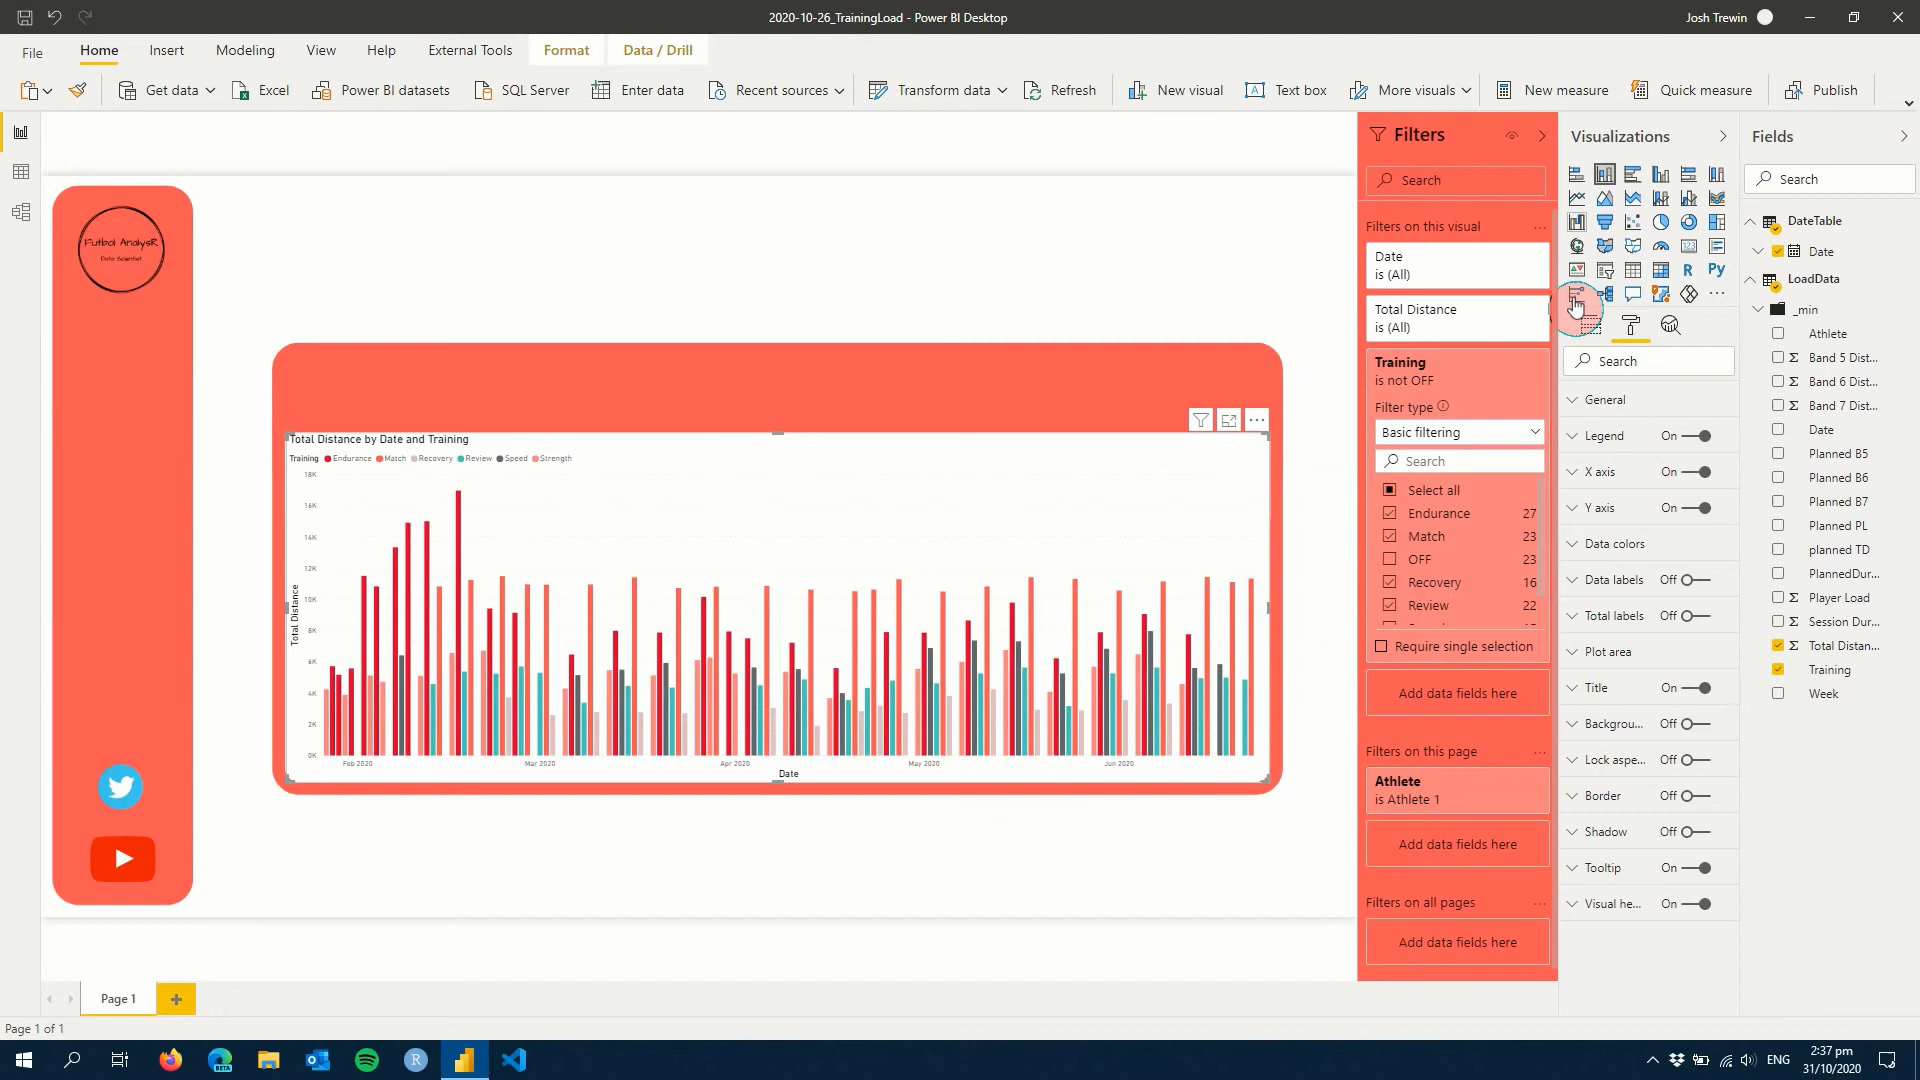 2020-10-26_TrainingLoad - Power BI Desktop
Josh Trewin
File
Home
Insert
Modeling
View
Help
External Tools
Format
Data / Drill
Get data
Excel
Power BI datasets
SQL Server
Enter data
Recent sources
Transform data
Refresh
New visual
Text box
More visuals
New measure
Quick measure
Publish
Futbol AnalysR
Data Scientist
Total Distance by Date and Training
Training Endurance Match Recovery Review Speed Strength
18K
16K
14K
12K
10K
8K
6K
4K
2K
0K
Total Distance
Feb 2020
Mar 2020
Apr 2020
May 2020
Jun 2020
Date
Filters
Search
Filters on this visual
Date
is (All)
Total Distance
is (All)
Training
is not OFF
Filter type
Basic filtering
Search
Select all
Endurance 27
Match 23
OFF 23
Recovery 16
Review 22
Require single selection
Add data fields here
Filters on this page
Athlete
is Athlete 1
Add data fields here
Filters on all pages
Add data fields here
Visualizations
123
R
Py
Search
General
Legend On
X axis On
Y axis On
Data colors
Data labels Off
Total labels Off
Plot area
Title On
Backgrou... Off
Lock aspe... Off
Border Off
Shadow Off
Tooltip On
Visual he... On
Fields
Search
DateTable
Date
LoadData
_min
Athlete
Band 5 Dist...
Band 6 Dist...
Band 7 Dist...
Date
Planned B5
Planned B6
Planned B7
Planned PL
planned TD
PlannedDur...
Player Load
Session Dur...
Total Distan...
Training
Week
Page 1
Page 1 of 1
BETA
R
ENG
2:37 pm
31/10/2020